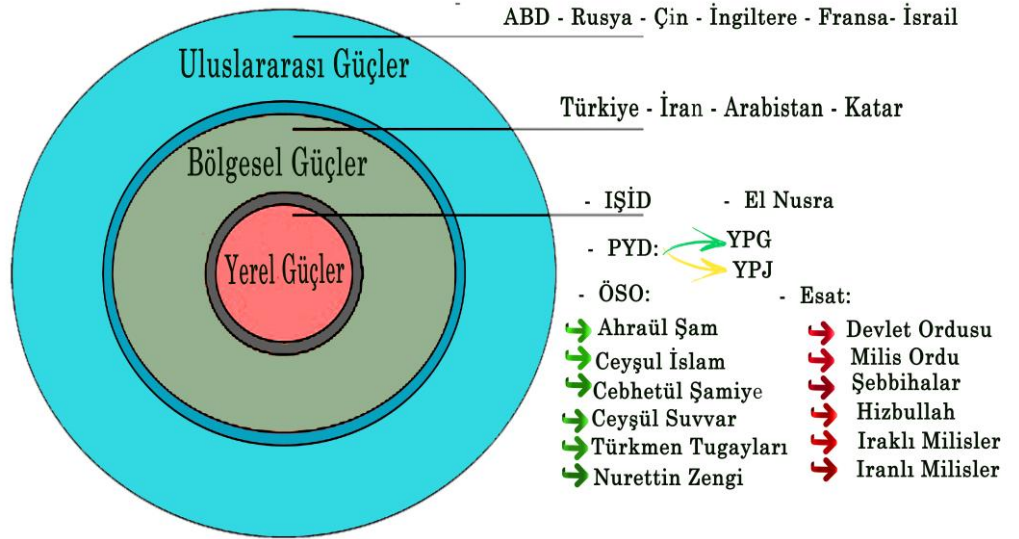 ABD - Rusya - Çin - İngiltere - Fransa- İsrail
Uluslararası Güçler
Türkiye - İran - Arabistan - Katar
Bölgesel Güçler
- IŞİD - El Nusra
- PYD: YPG
YPJ
Yerel Güçler
- ÖSO:
Ahraül Şam
Ceyşul İslam
Cebhetül Şamiye
Ceyşül Suvvar
Türkmen Tugayları
Nurettin Zengi
- Esat:
Devlet Ordusu
Milis Ordu
Şebbihalar
Hizbullah
Iraklı Milisler
Iranlı Milisler